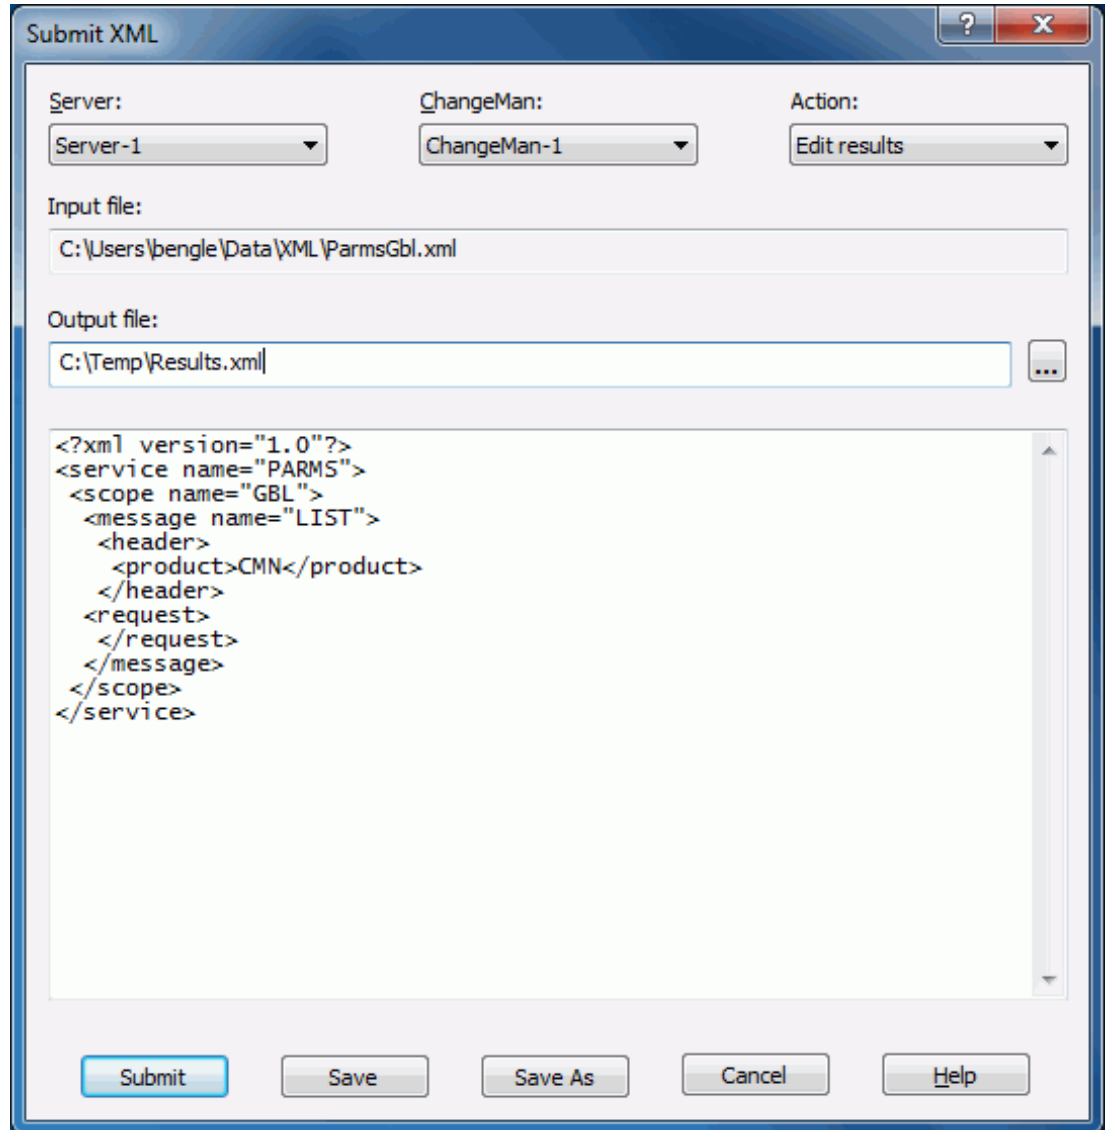 Submit XML
?
X
Server:
ChangeMan:
Action:
Server-1
ChangeMan-1
Edit results
Input file:
C:\Users\bengle\Data\XML\ParmsGbl.xml
Output file:
C:\Temp\Results.xml
...
<?xml version="1.0"?>
<service name="PARMS">
 <scope name="GBL">
  <message name="LIST">
   <header>
    <product>CMN</product>
   </header>
  <request>
   </request>
  </message>
 </scope>
</service>
Submit
Save
Save As
Cancel
Help